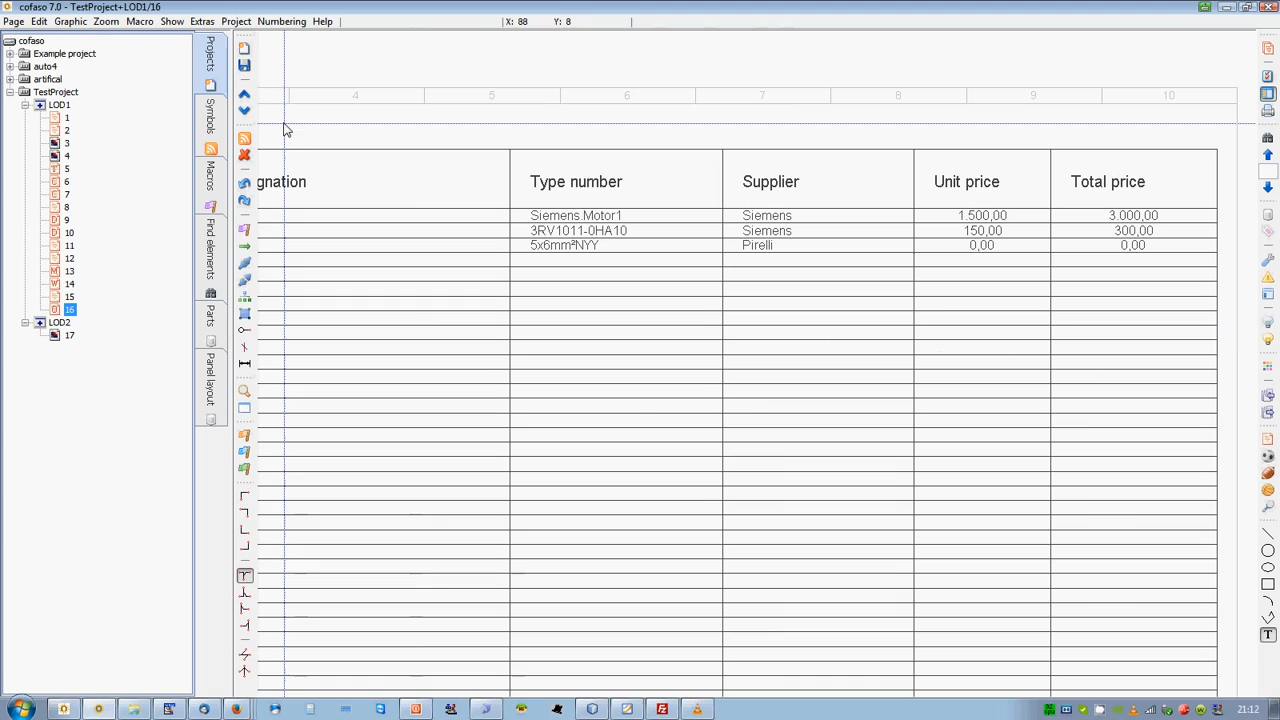 cofaso 7.0 - TestProject+LOD1/16
Page Edit Graphic Zoom Macro Show Extras Project Numbering Help X: 88 Y: 8
cofaso
Example project
auto4
artifical
TestProject
LOD1
1
2
3
4
5
6
7
8
9
10
11
12
13
14
15
16
LOD2
17
Projects
Symbols
Macros
Find elements
Parts
Panel layout
4 5 6 7 8 9 10
gnation Type number Supplier Unit price Total price
Siemens.Motor1 Siemens 1.500,00 3.000,00
3RV1011-0HA10 Siemens 150,00 300,00
5x6mm²NYY Pirelli 0,00 0,00
21:12